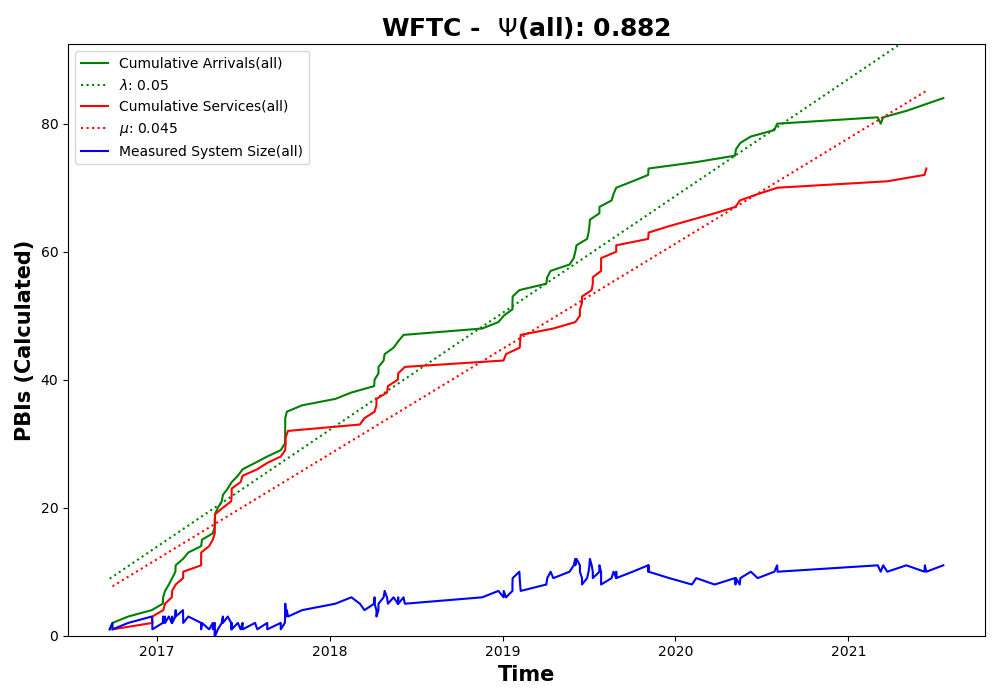 WFTC - Ψ(all): 0.882
Cumulative Arrivals(all)
λ: 0.05
Cumulative Services(all)
μ: 0.045
Measured System Size(all)
PBIs (Calculated)
80
60
40
20
0
2017 2018 2019 2020 2021
Time